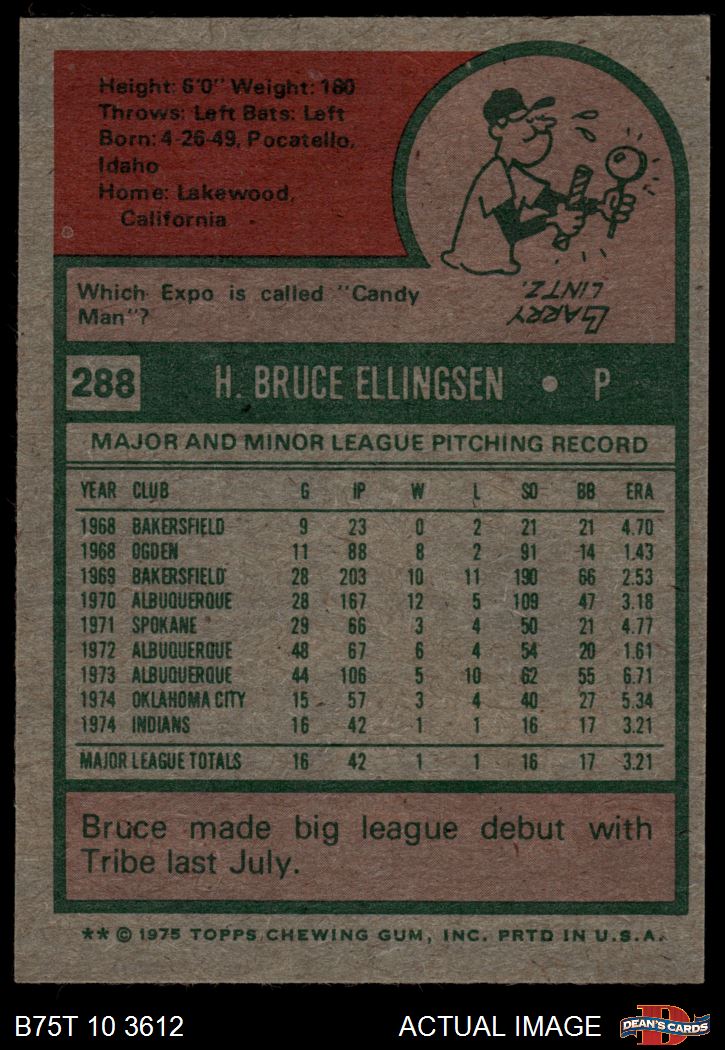 Height: 6'0" Weight: 180
Throws: Left Bats: Left
Born: 4-26-49, Pocatello,
Idaho
Home: Lakewood,
California
Which Expo is called "Candy
Man"?
BARRY
LINTZ.
288 H. BRUCE ELLINGSEN • P
MAJOR AND MINOR LEAGUE PITCHING RECORD
YEAR CLUB G IP W L SO BB ERA
1968 BAKERSFIELD 9 23 0 2 21 21 4.70
1968 OGDEN 11 88 8 2 91 14 1.43
1969 BAKERSFIELD 28 203 10 11 190 66 2.53
1970 ALBUQUERQUE 28 167 12 5 109 47 3.18
1971 SPOKANE 29 66 3 4 50 21 4.77
1972 ALBUQUERQUE 48 67 6 4 54 20 1.61
1973 ALBUQUERQUE 44 106 5 10 62 55 6.71
1974 OKLAHOMA CITY 15 57 3 4 40 27 5.34
1974 INDIANS 16 42 1 1 16 17 3.21
MAJOR LEAGUE TOTALS 16 42 1 1 16 17 3.21
Bruce made big league debut with
Tribe last July.
** © 1975 TOPPS CHEWING GUM, INC. PRTD IN U.S.A.
B75T 10 3612 ACTUAL IMAGE D DEAN'S CARDS